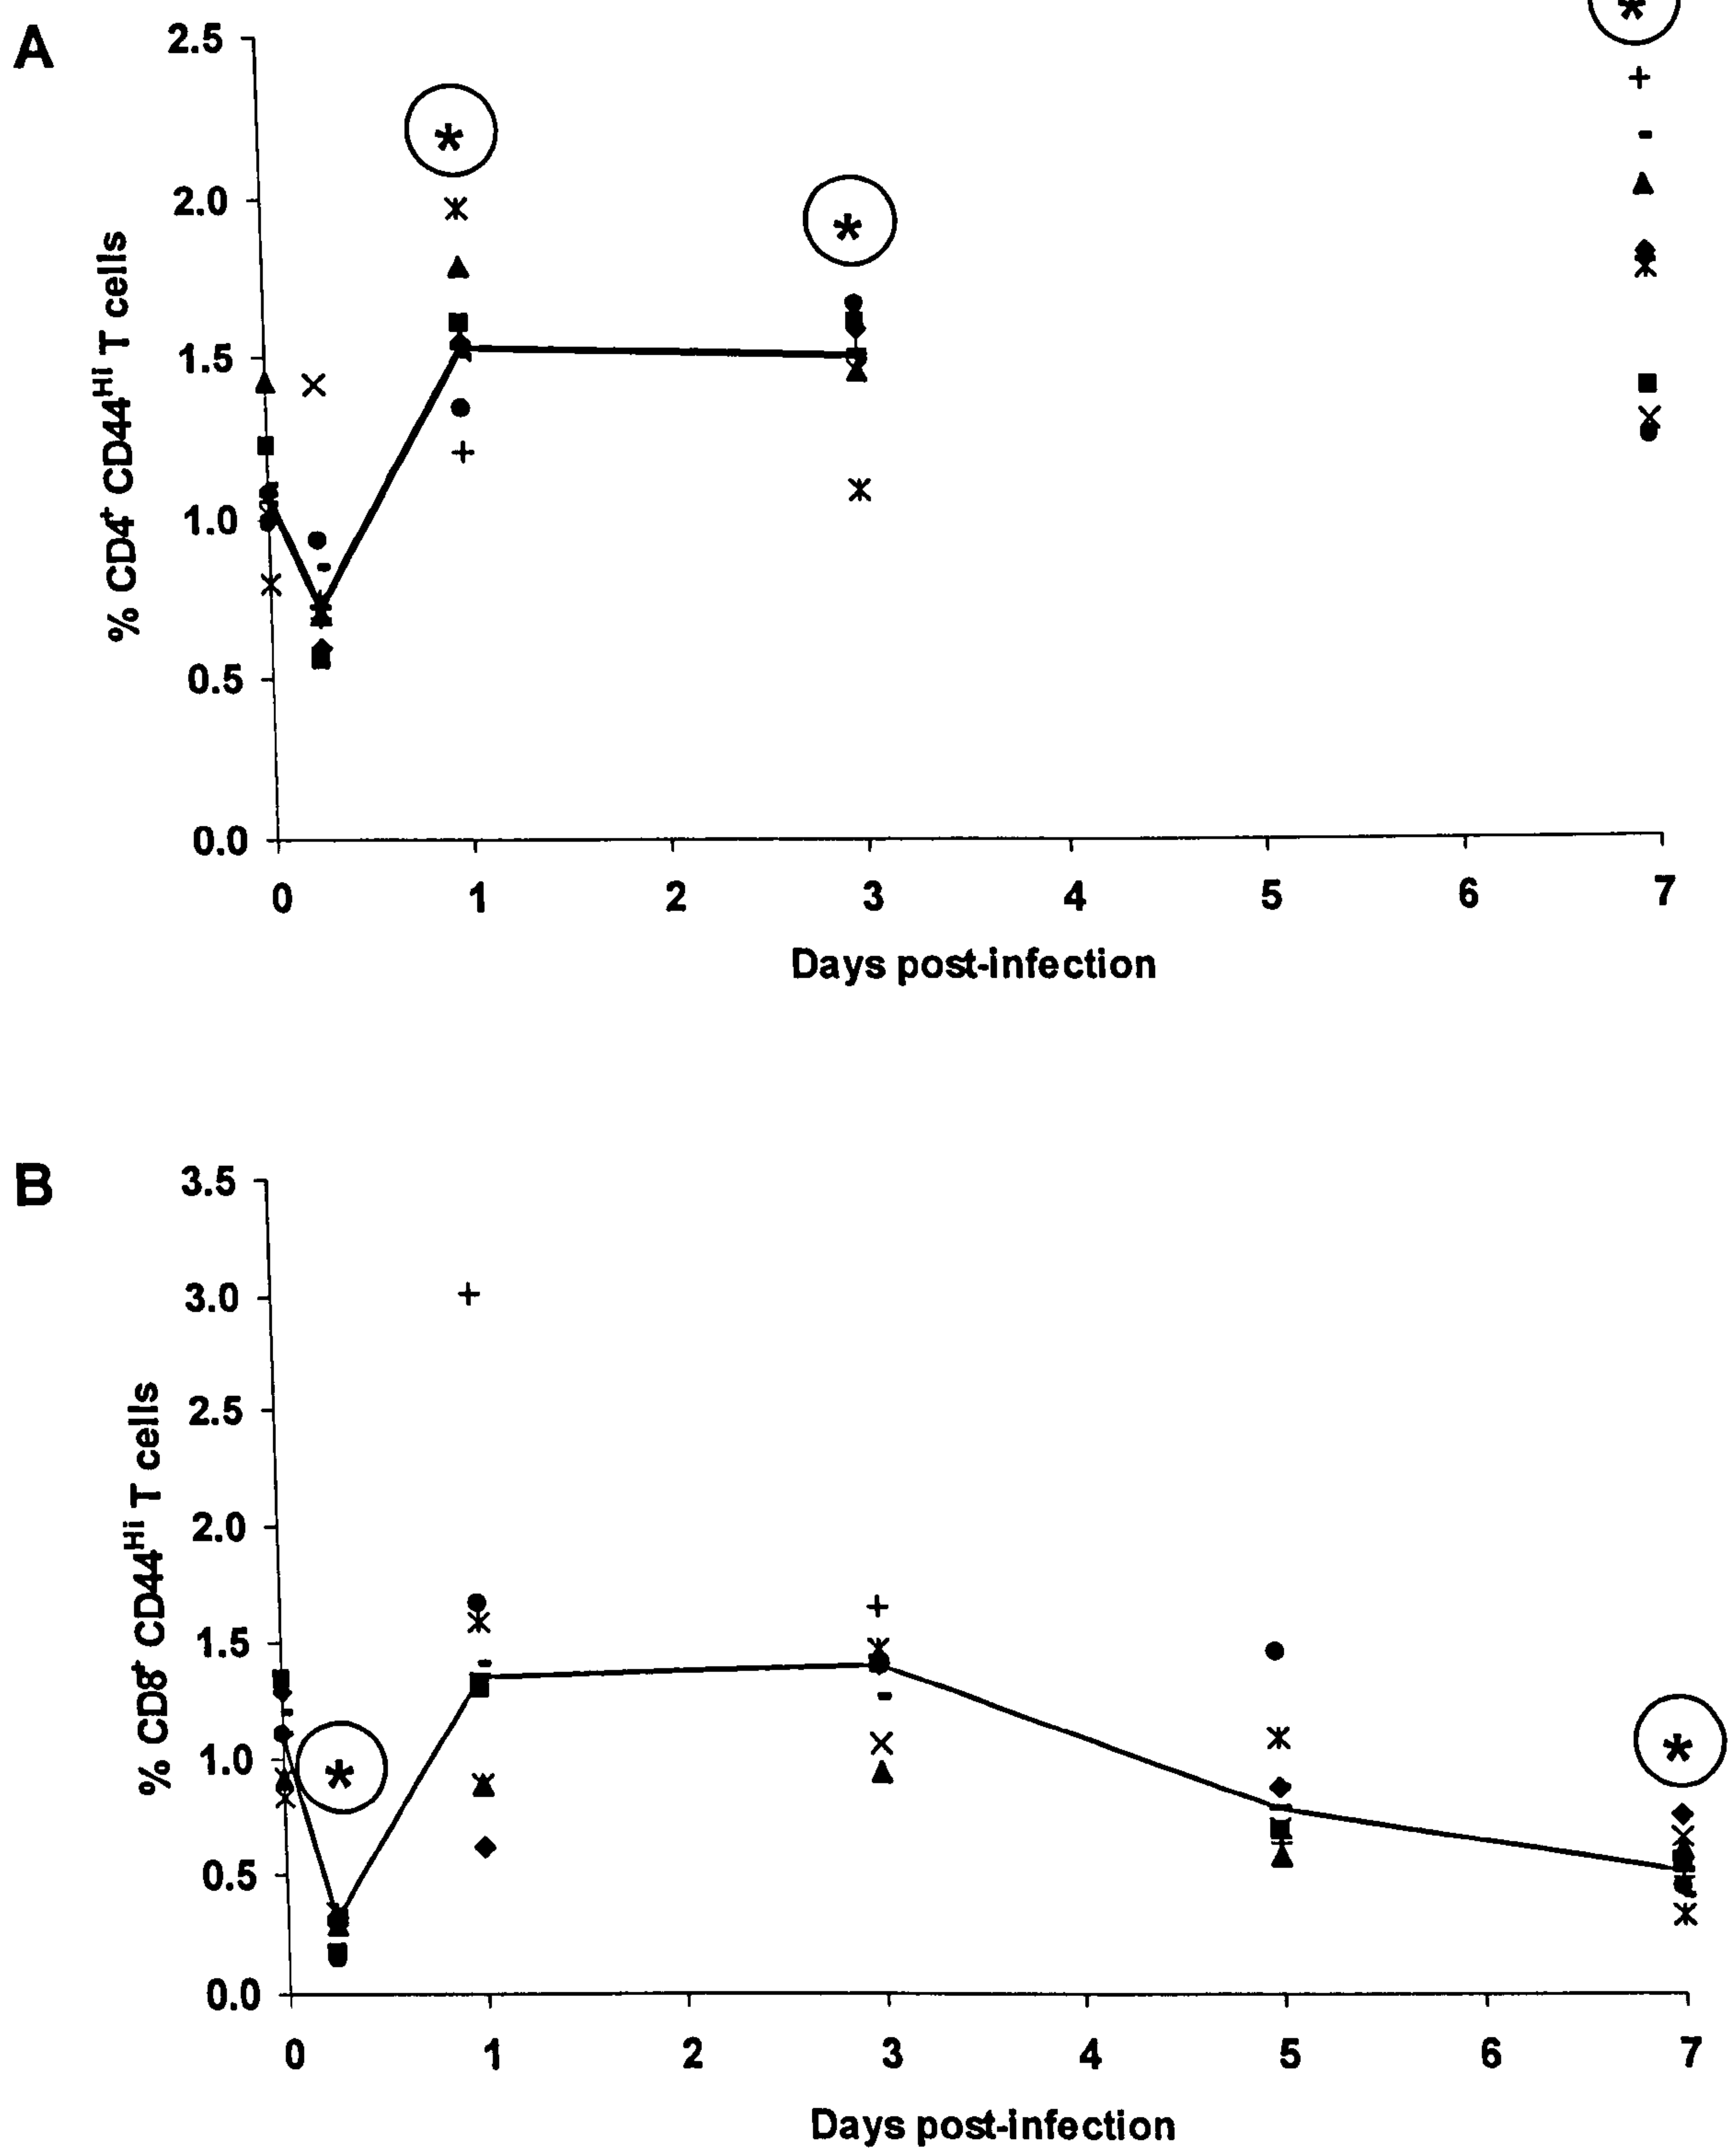 A
2.5
2.0
1.5
1.0
0.5
0.0
% CD4⁺ CD44ᴴⁱ T cells
*
*
*
0 1 2 3 4 5 6 7
Days post-infection
B
3.5
3.0
2.5
2.0
1.5
1.0
0.5
0.0
% CD8⁺ CD44ᴴⁱ T cells
*
*
0 1 2 3 4 5 6 7
Days post-infection